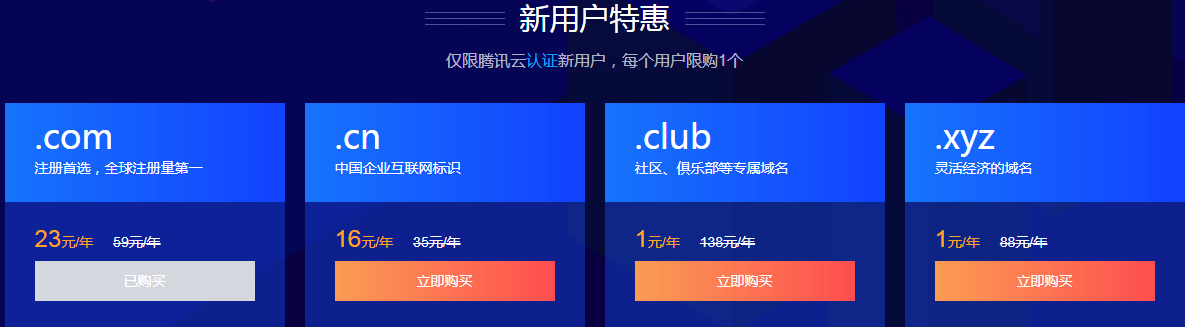 新用户特惠
仅限腾讯云认证新用户，每个用户限购1个
.com
注册首选，全球注册量第一
23元/年 59元/年
已购买
.cn
中国企业互联网标识
16元/年 35元/年
立即购买
.club
社区、俱乐部等专属域名
1元/年 138元/年
立即购买
.xyz
灵活经济的域名
1元/年 88元/年
立即购买